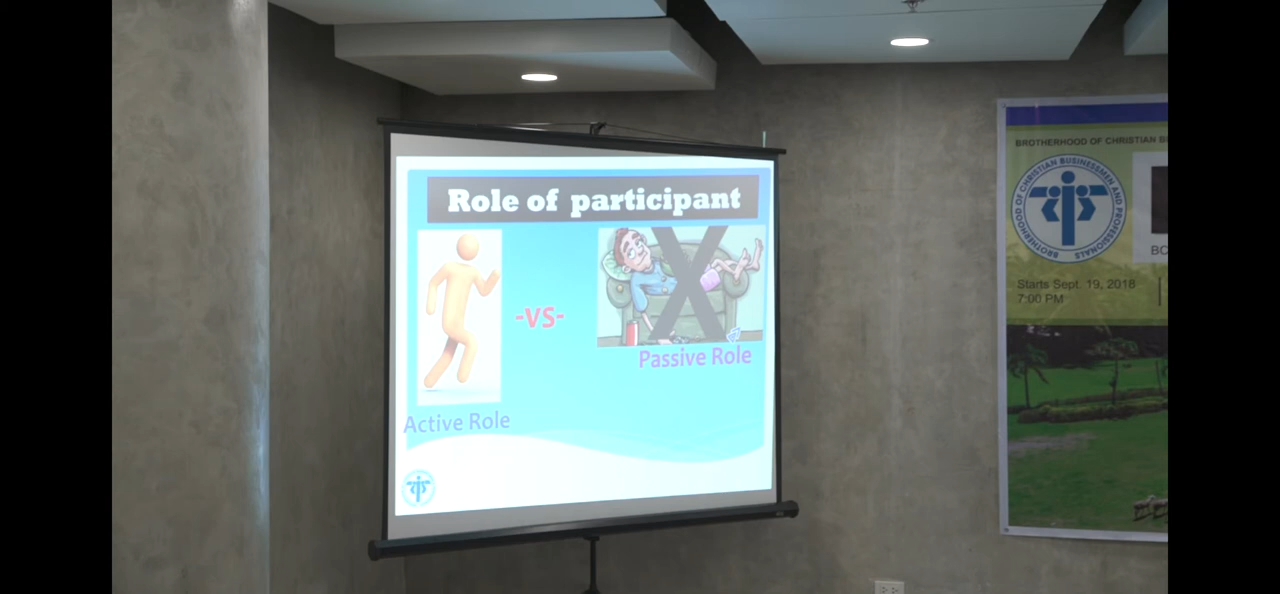 Role of participant
-VS-
Passive Role
Active Role
BROTHERHOOD OF CHRISTIAN
BROTHERHOOD OF CHRISTIAN BUSINESSMEN AND PROFESSIONALS
BC
Starts Sept. 19, 2018
7:00 PM